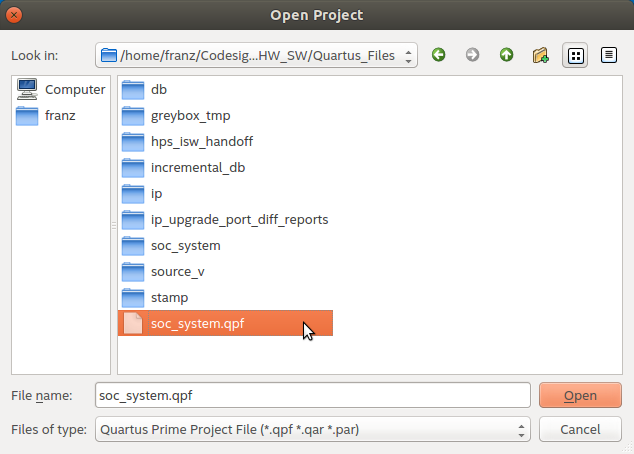 Open Project
Look in: /home/franz/Codesig...HW_SW/Quartus_Files
Computer
franz
db
greybox_tmp
hps_isw_handoff
incremental_db
ip
ip_upgrade_port_diff_reports
soc_system
source_v
stamp
soc_system.qpf
File name: soc_system.qpf Open
Files of type: Quartus Prime Project File (*.qpf *.qar *.par) Cancel